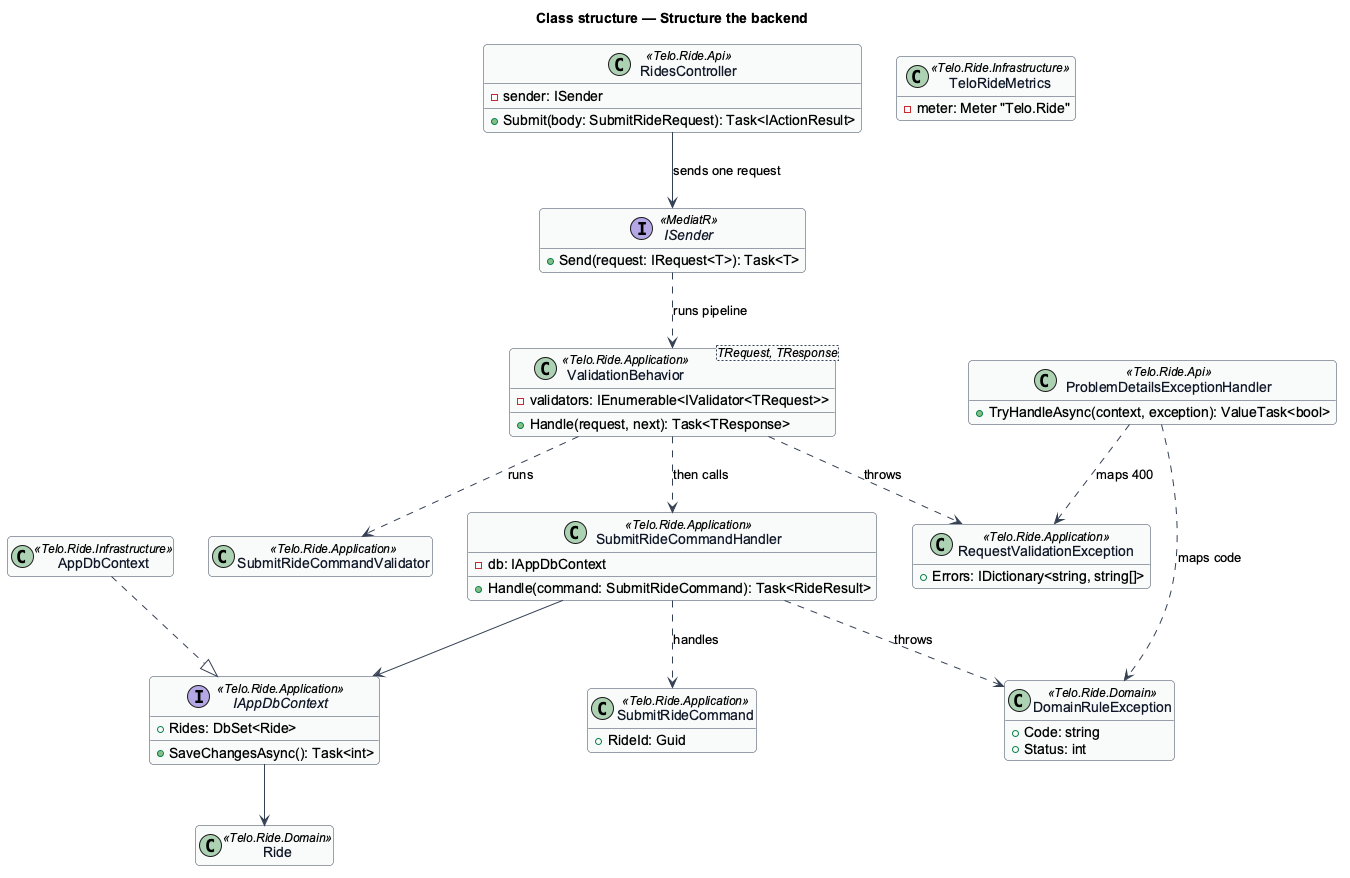 Class structure — Structure the backend
«Telo.Ride.Api»
C
RidesController
sender: ISender
Submit(body: SubmitRideRequest): Task<IActionResult>
«Telo.Ride.Infrastructure»
C
TeloRideMetrics
meter: Meter "Telo.Ride"
sends one request
«MediatR»
I
ISender
Send(request: IRequest<T>): Task<T>
runs pipeline
TRequest, TResponse
«Telo.Ride.Application»
C
ValidationBehavior
validators: IEnumerable<IValidator<TRequest>>
Handle(request, next): Task<TResponse>
«Telo.Ride.Api»
C
ProblemDetailsExceptionHandler
TryHandleAsync(context, exception): ValueTask<bool>
runs
then calls
throws
maps 400
maps code
«Telo.Ride.Infrastructure»
C
AppDbContext
«Telo.Ride.Application»
C
SubmitRideCommandValidator
«Telo.Ride.Application»
C
SubmitRideCommandHandler
db: IAppDbContext
Handle(command: SubmitRideCommand): Task<RideResult>
«Telo.Ride.Application»
C
RequestValidationException
Errors: IDictionary<string, string[]>
handles
throws
«Telo.Ride.Application»
I
IAppDbContext
Rides: DbSet<Ride>
SaveChangesAsync(): Task<int>
«Telo.Ride.Application»
C
SubmitRideCommand
RideId: Guid
«Telo.Ride.Domain»
C
DomainRuleException
Code: string
Status: int
«Telo.Ride.Domain»
C
Ride